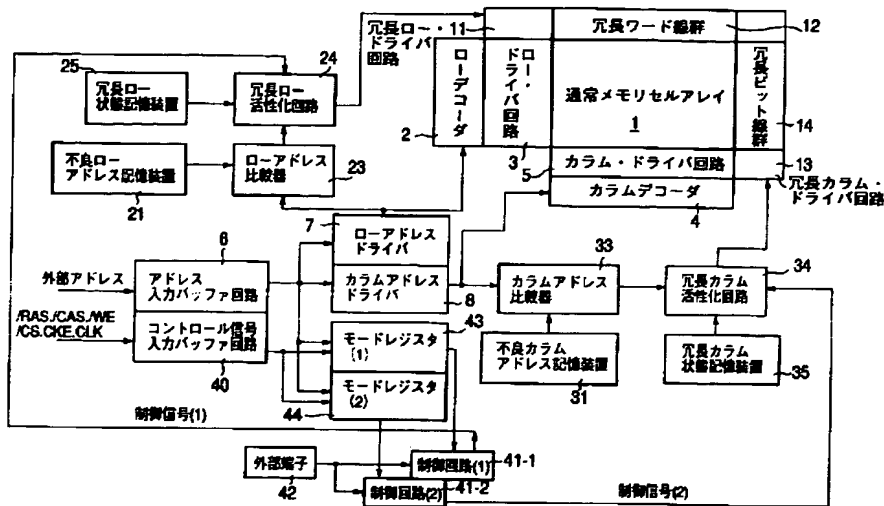 11
冗長ロー・
ドライバ
回路
冗長ワード線群
12
25
冗長ロー
状態記憶装置
24
冗長ロー
活性化回路
ローデコーダ
2
ロー・
ドライバ回路
3
通常メモリセルアレイ
1
冗長ビット線群
14
不良ロー
アドレス記憶装置
21
ローアドレス
比較器
23
5
カラム・ドライバ回路
カラムデコーダ
4
13
冗長カラム・
ドライバ回路
7
ローアドレス
ドライバ
カラムアドレス
ドライバ
8
6
外部アドレス
アドレス
入力バッファ回路
/RAS,/CAS,/WE
/CS,CKE,CLK
コントロール信号
入力バッファ回路
40
33
カラムアドレス
比較器
34
冗長カラム
活性化回路
43
モードレジスタ
(1)
モードレジスタ
(2)
44
不良カラム
アドレス記憶装置
31
冗長カラム
状態記憶装置
35
制御信号(1)
外部端子
42
制御回路(1)
41-1
制御回路(2)
41-2
制御信号(2)